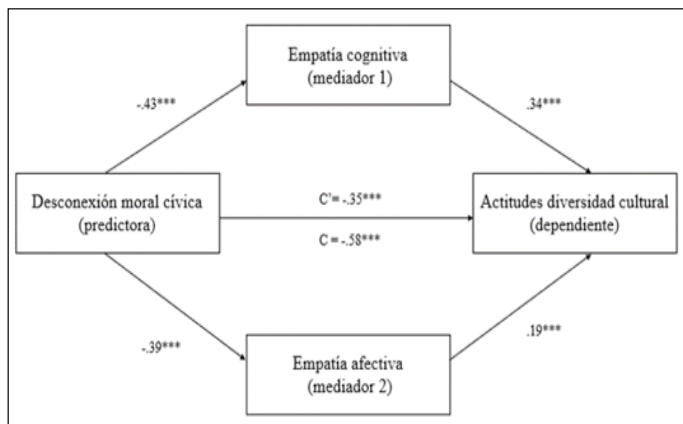 Empatía cognitiva
(mediador 1)
-.43***
.34***
Desconexión moral cívica
(predictora)
C'= -.35***
C = -.58***
Actitudes diversidad cultural
(dependiente)
-.39***
.19***
Empatía afectiva
(mediador 2)